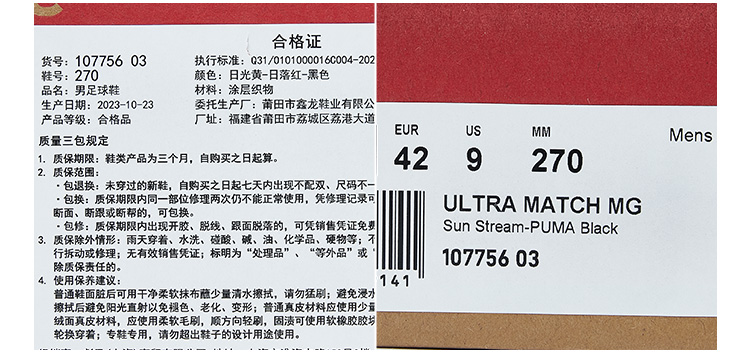 合格证
货号: 107756 03
鞋号: 270
品名: 男足球鞋
生产日期: 2023-10-23
产品等级: 合格品
执行标准: Q31/0101000016C004-202
颜色: 日光黄-日落红-黑色
材料: 涂层织物
委托生产厂: 莆田市鑫龙鞋业有限公
厂址: 福建省莆田市荔城区荔港大道
质量三包规定
1. 质保期限: 鞋类产品为三个月, 自购买之日起算。
2. 质保范围:
·包退换: 未穿过的新鞋, 自购买之日起七天内出现不配双、尺码不一
·包换: 质保期限内同一部位修理两次仍不能正常使用, 凭修理记录可
断面、断跟或断帮的, 可包换。
·包修: 质保期限内出现开胶、脱线、跟面脱落的, 可凭销售凭证免费
3. 质保除外情形: 雨天穿着、水洗、碰酸、碱、油、化学品、硬物等; 不
行拆动或修理; 无有效销售凭证; 标明为“处理品”、“等外品”或“
除质保责任的。
4. 使用保养建议:
普通鞋面脏后可用干净柔软抹布蘸少量清水擦拭, 请勿猛刷; 避免浸水
擦拭后避免阳光直射以免褪色、老化、变形; 普通真皮材料应使用少量
绒面真皮材料, 应使用柔软毛刷, 顺方向轻刷, 固渍可使软橡胶胶块
轮换穿着; 专鞋专用, 请勿超出鞋子的设计用途使用。
EUR US MM
42 9 270
Mens
ULTRA MATCH MG
Sun Stream-PUMA Black
107756 03
141